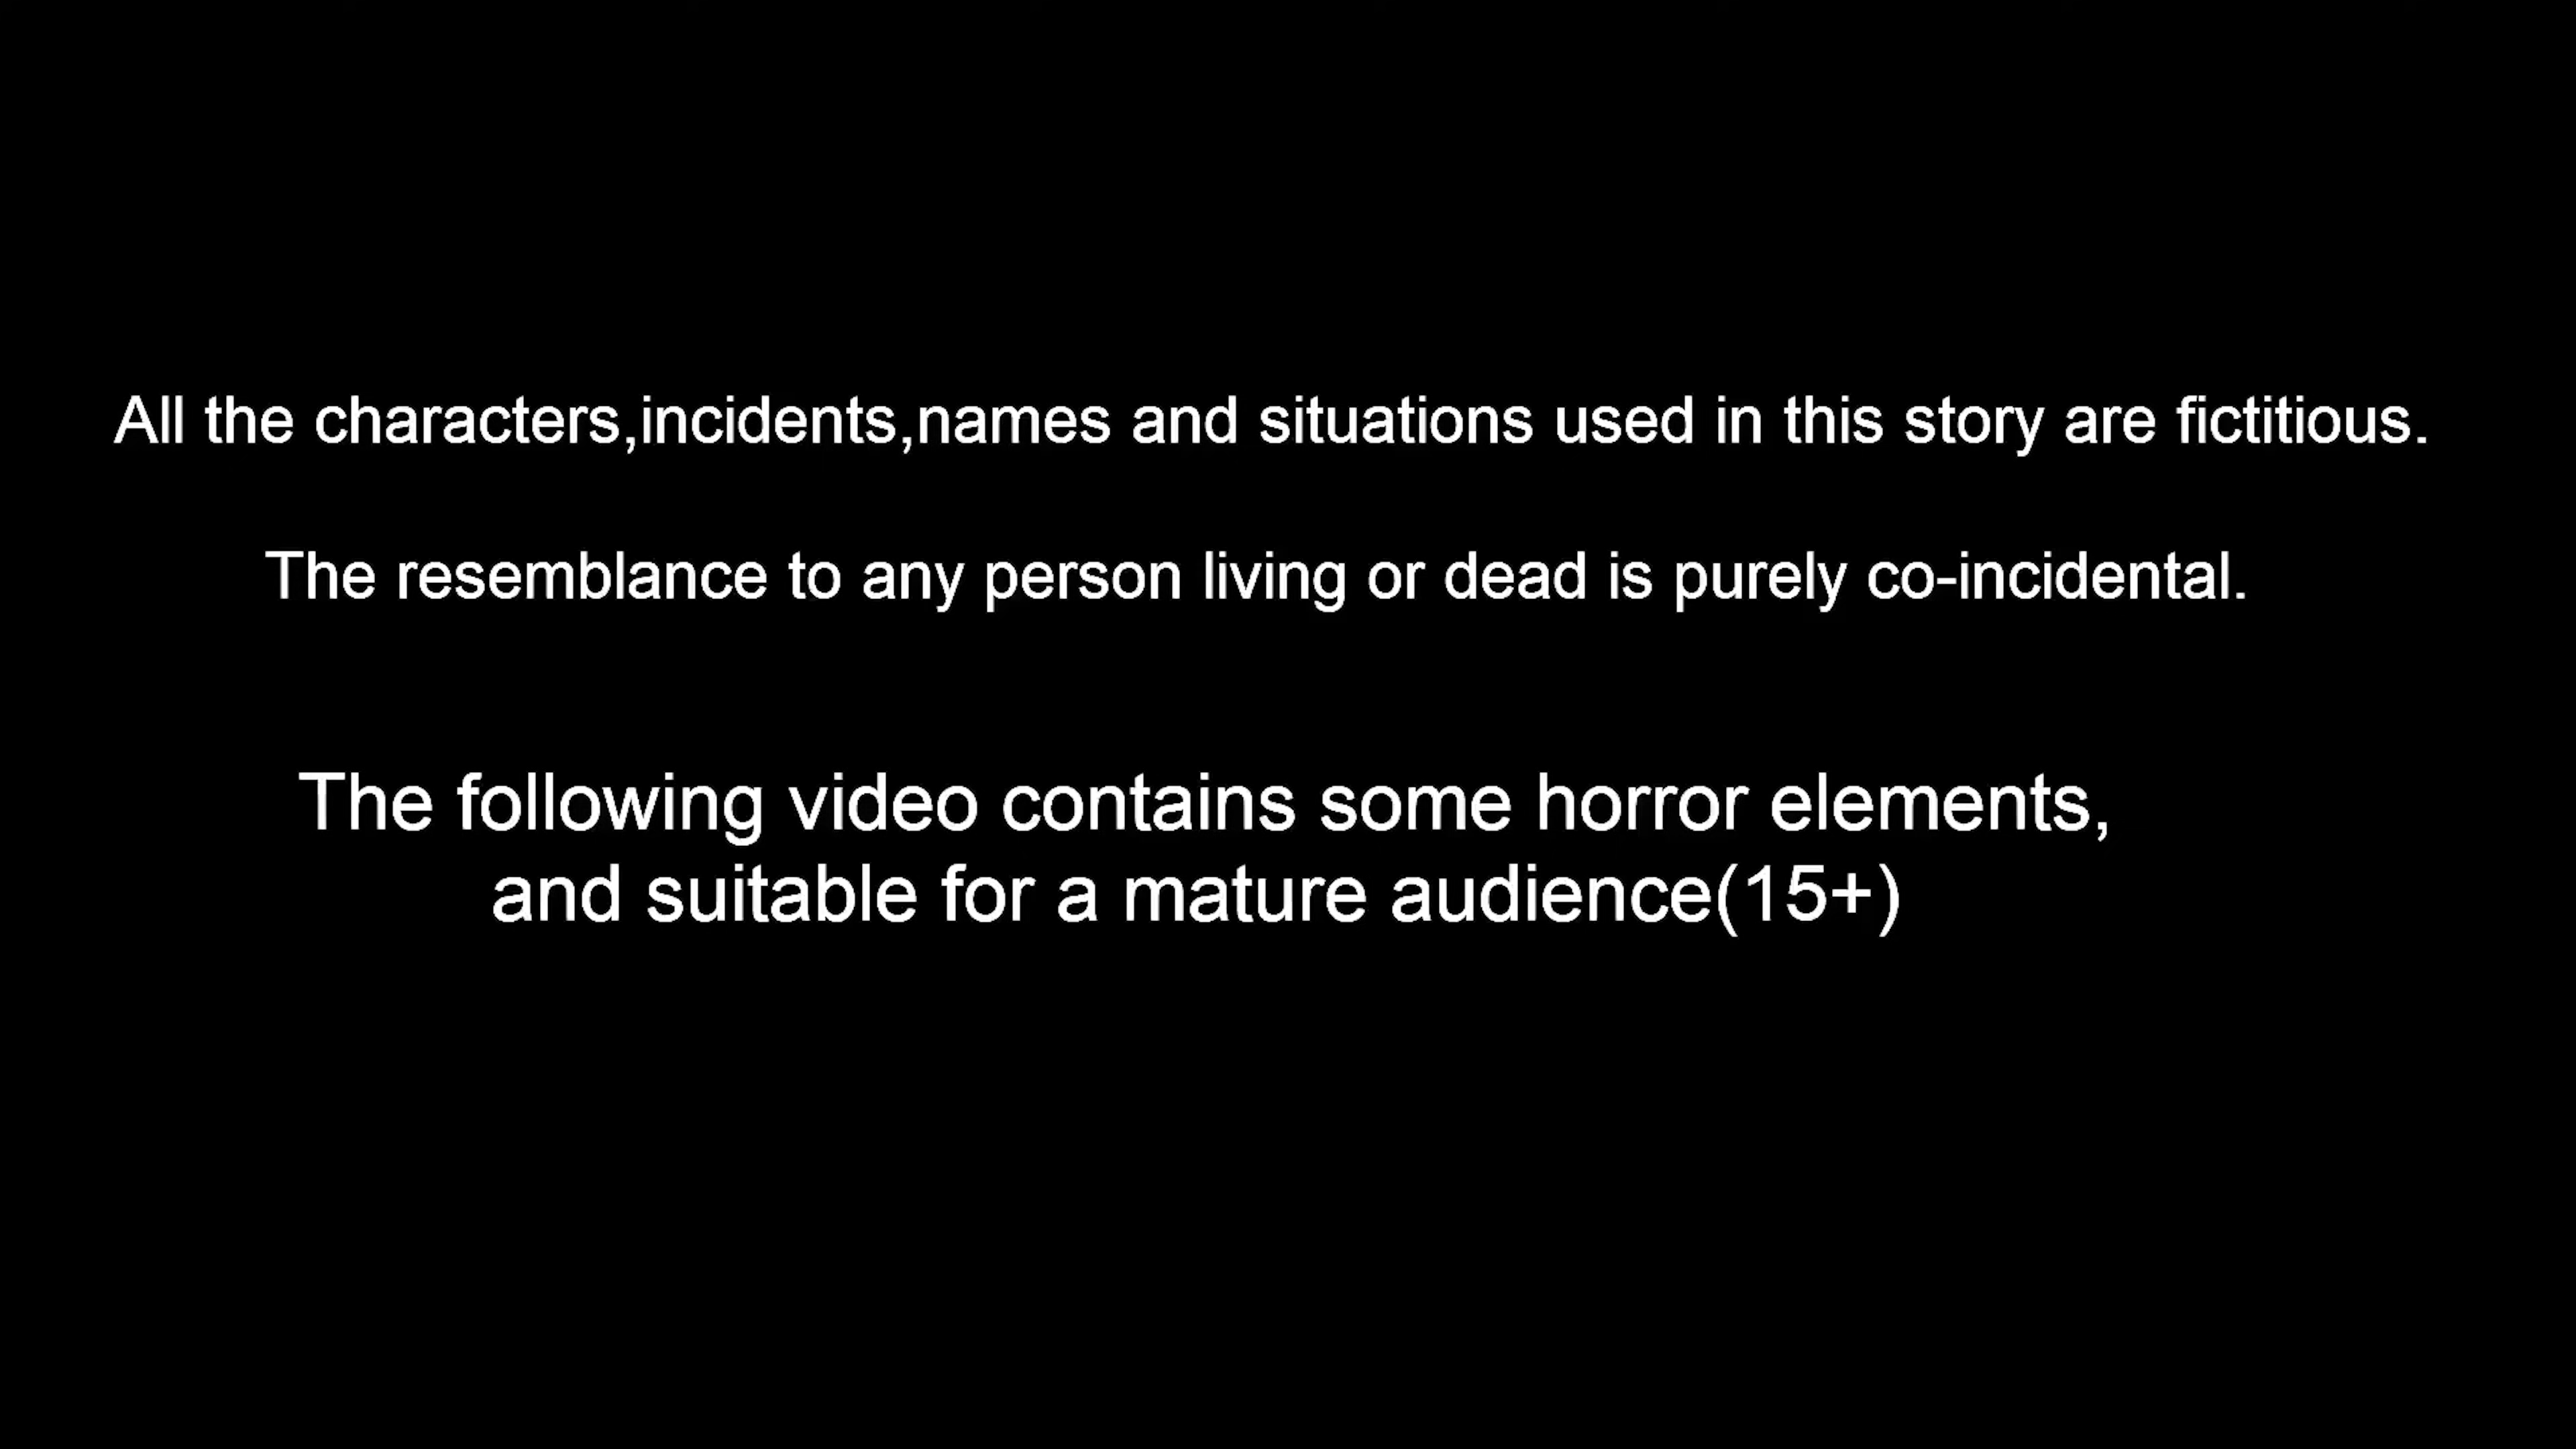 All the characters,incidents,names and situations used in this story are fictitious.
The resemblance to any person living or dead is purely co-incidental.
The following video contains some horror elements,
and suitable for a mature audience(15+)